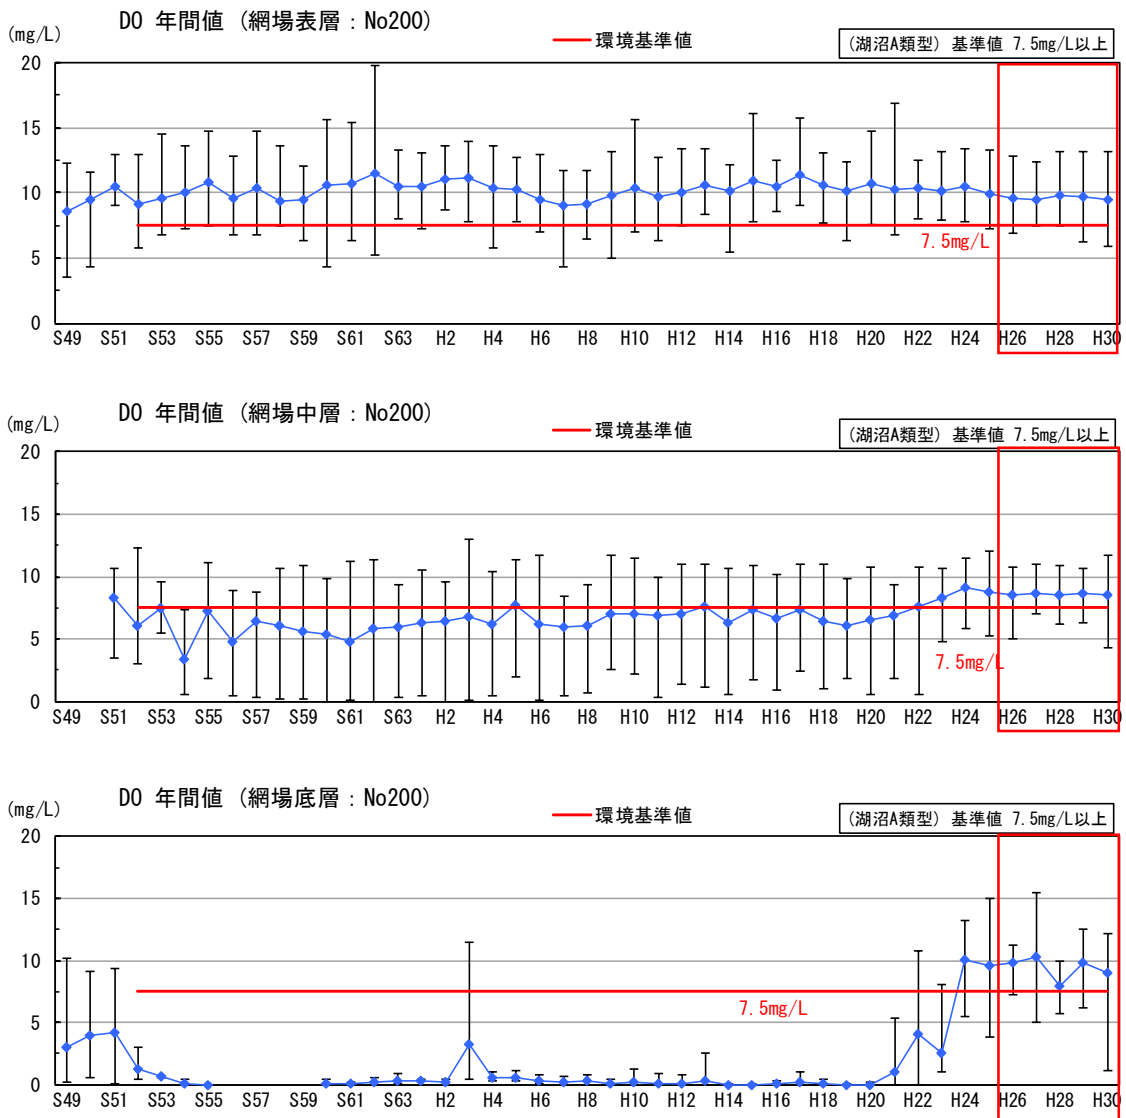 DO 年間値 (網場表層：No200)
(mg/L)
環境基準値
(湖沼A類型) 基準値 7.5mg/L以上
20
15
10
5
0
7.5mg/L
S49 S51 S53 S55 S57 S59 S61 S63 H2 H4 H6 H8 H10 H12 H14 H16 H18 H20 H22 H24 H26 H28 H30
DO 年間値 (網場中層：No200)
(mg/L)
環境基準値
(湖沼A類型) 基準値 7.5mg/L以上
20
15
10
5
0
7.5mg/L
S49 S51 S53 S55 S57 S59 S61 S63 H2 H4 H6 H8 H10 H12 H14 H16 H18 H20 H22 H24 H26 H28 H30
DO 年間値 (網場底層：No200)
(mg/L)
環境基準値
(湖沼A類型) 基準値 7.5mg/L以上
20
15
10
5
0
7.5mg/L
S49 S51 S53 S55 S57 S59 S61 S63 H2 H4 H6 H8 H10 H12 H14 H16 H18 H20 H22 H24 H26 H28 H30